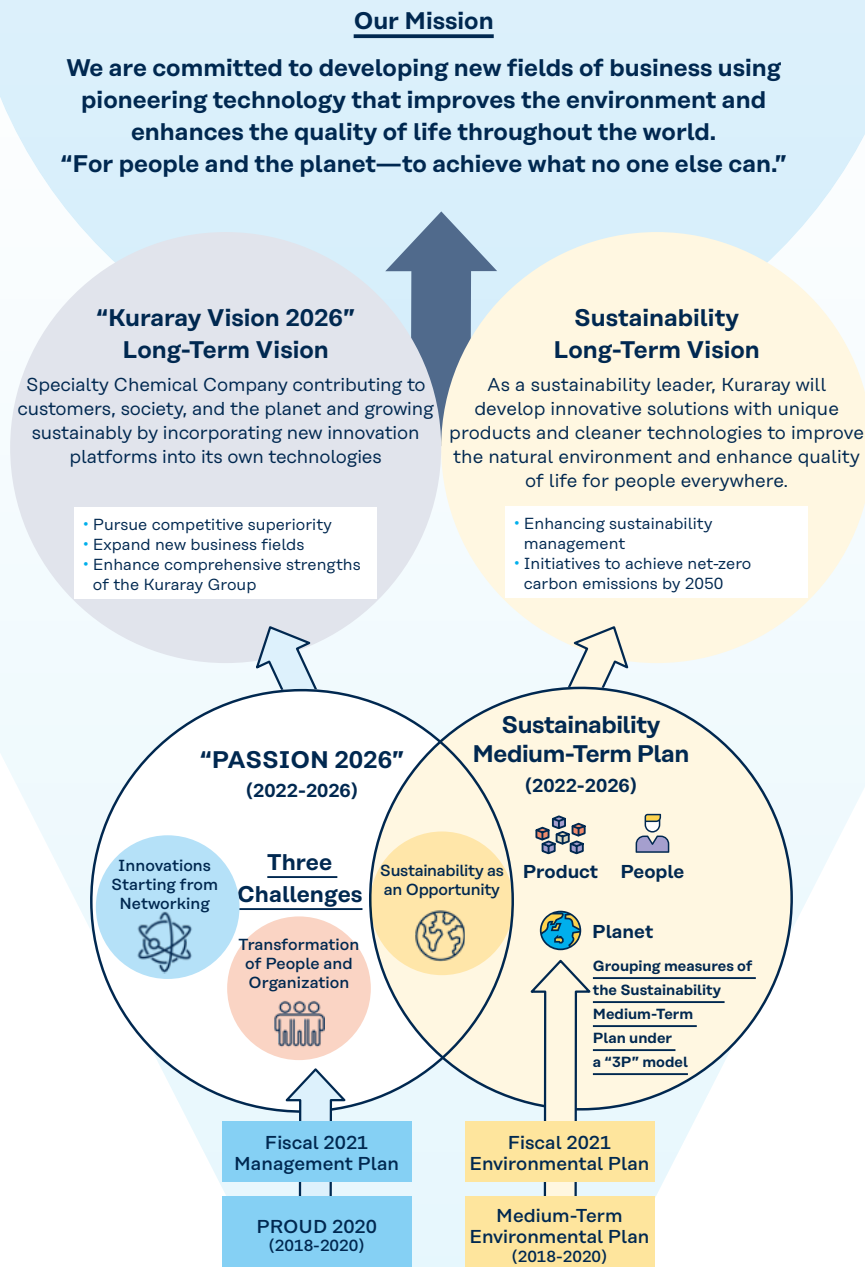 Our Mission
We are committed to developing new fields of business using
pioneering technology that improves the environment and
enhances the quality of life throughout the world.
“For people and the planet—to achieve what no one else can.”
“Kuraray Vision 2026”
Long-Term Vision
Specialty Chemical Company contributing to
customers, society, and the planet and growing
sustainably by incorporating new innovation
platforms into its own technologies
• Pursue competitive superiority
• Expand new business fields
• Enhance comprehensive strengths
of the Kuraray Group
Sustainability
Long-Term Vision
As a sustainability leader, Kuraray will
develop innovative solutions with unique
products and cleaner technologies to improve
the natural environment and enhance quality
of life for people everywhere.
• Enhancing sustainability
management
• Initiatives to achieve net-zero
carbon emissions by 2050
“PASSION 2026”
(2022-2026)
Three
Challenges
Innovations
Starting from
Networking
Transformation
of People and
Organization
Sustainability as
an Opportunity
Sustainability
Medium-Term Plan
(2022-2026)
Product
People
Planet
Grouping measures of
the Sustainability
Medium-Term
Plan under
a “3P” model
Fiscal 2021
Management Plan
PROUD 2020
(2018-2020)
Fiscal 2021
Environmental Plan
Medium-Term
Environmental Plan
(2018-2020)